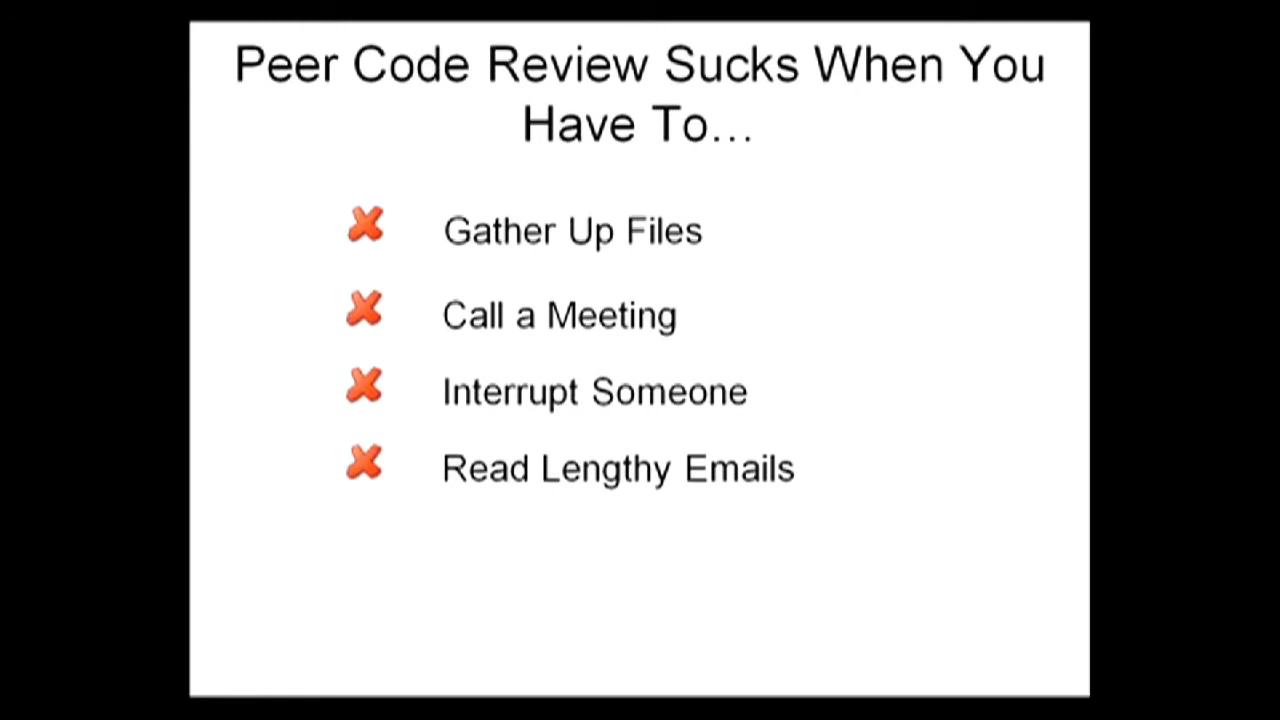 Peer Code Review Sucks When You
Have To…
Gather Up Files
Call a Meeting
Interrupt Someone
Read Lengthy Emails